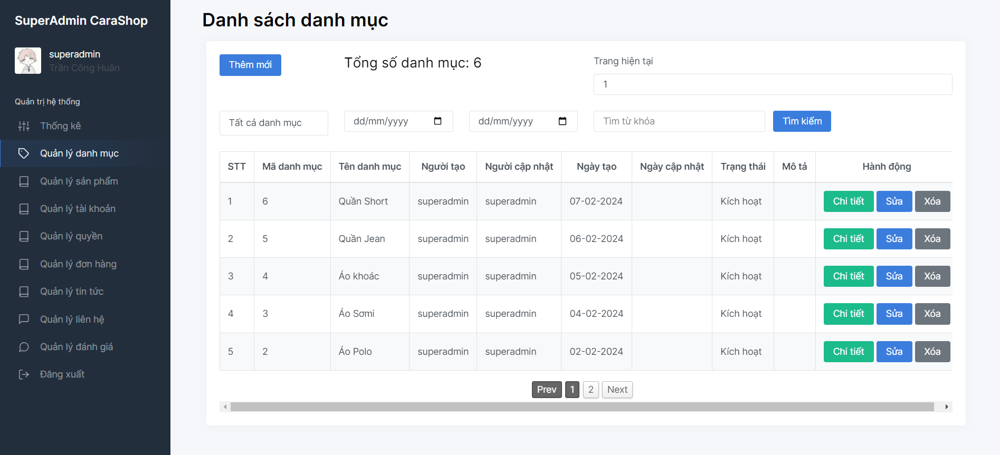 SuperAdmin CaraShop
superadmin
Trần Công Huân
Quản trị hệ thống
Thống kê
Quản lý danh mục
Quản lý sản phẩm
Quản lý tài khoản
Quản lý quyền
Quản lý đơn hàng
Quản lý tin tức
Quản lý liên hệ
Quản lý đánh giá
Đăng xuất
Danh sách danh mục
Thêm mới
Tổng số danh mục: 6
Trang hiện tại
1
Tất cả danh mục dd/mm/yyyy dd/mm/yyyy Tìm từ khóa Tìm kiếm
STT Mã danh mục Tên danh mục Người tạo Người cập nhật Ngày tạo Ngày cập nhật Trạng thái Mô tả Hành động
1 6 Quần Short superadmin superadmin 07-02-2024 Kích hoạt Chi tiết Sửa Xóa
2 5 Quần Jean superadmin superadmin 06-02-2024 Kích hoạt Chi tiết Sửa Xóa
3 4 Áo khoác superadmin superadmin 05-02-2024 Kích hoạt Chi tiết Sửa Xóa
4 3 Áo Sơmi superadmin superadmin 04-02-2024 Kích hoạt Chi tiết Sửa Xóa
5 2 Áo Polo superadmin superadmin 02-02-2024 Kích hoạt Chi tiết Sửa Xóa
Prev 1 2 Next